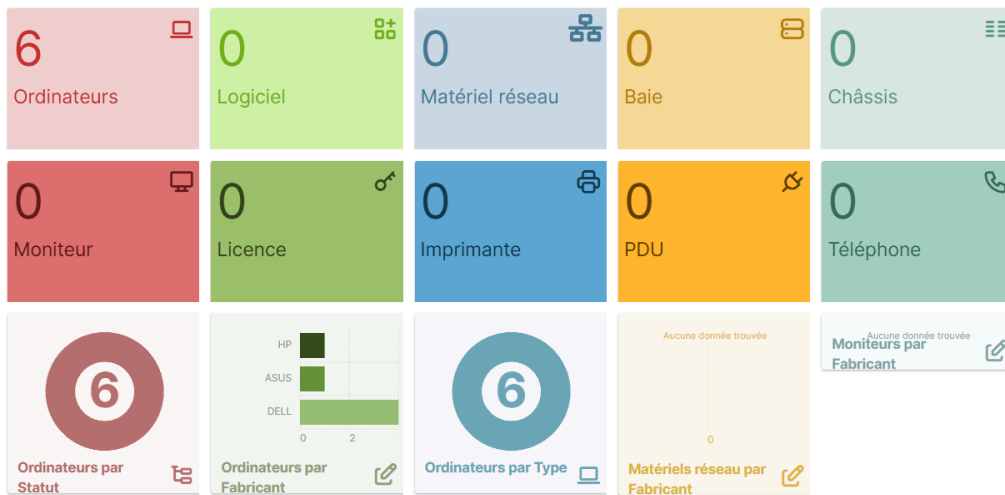 6
Ordinateurs
0
Logiciel
0
Matériel réseau
0
Baie
0
Châssis
0
Moniteur
0
Licence
0
Imprimante
0
PDU
0
Téléphone
6
Ordinateurs par
Statut
HP
ASUS
DELL
0 2
Ordinateurs par
Fabricant
6
Ordinateurs par Type
Aucune donnée trouvée
0
Matériels réseau par
Fabricant
Aucune donnée trouvée
Moniteurs par
Fabricant